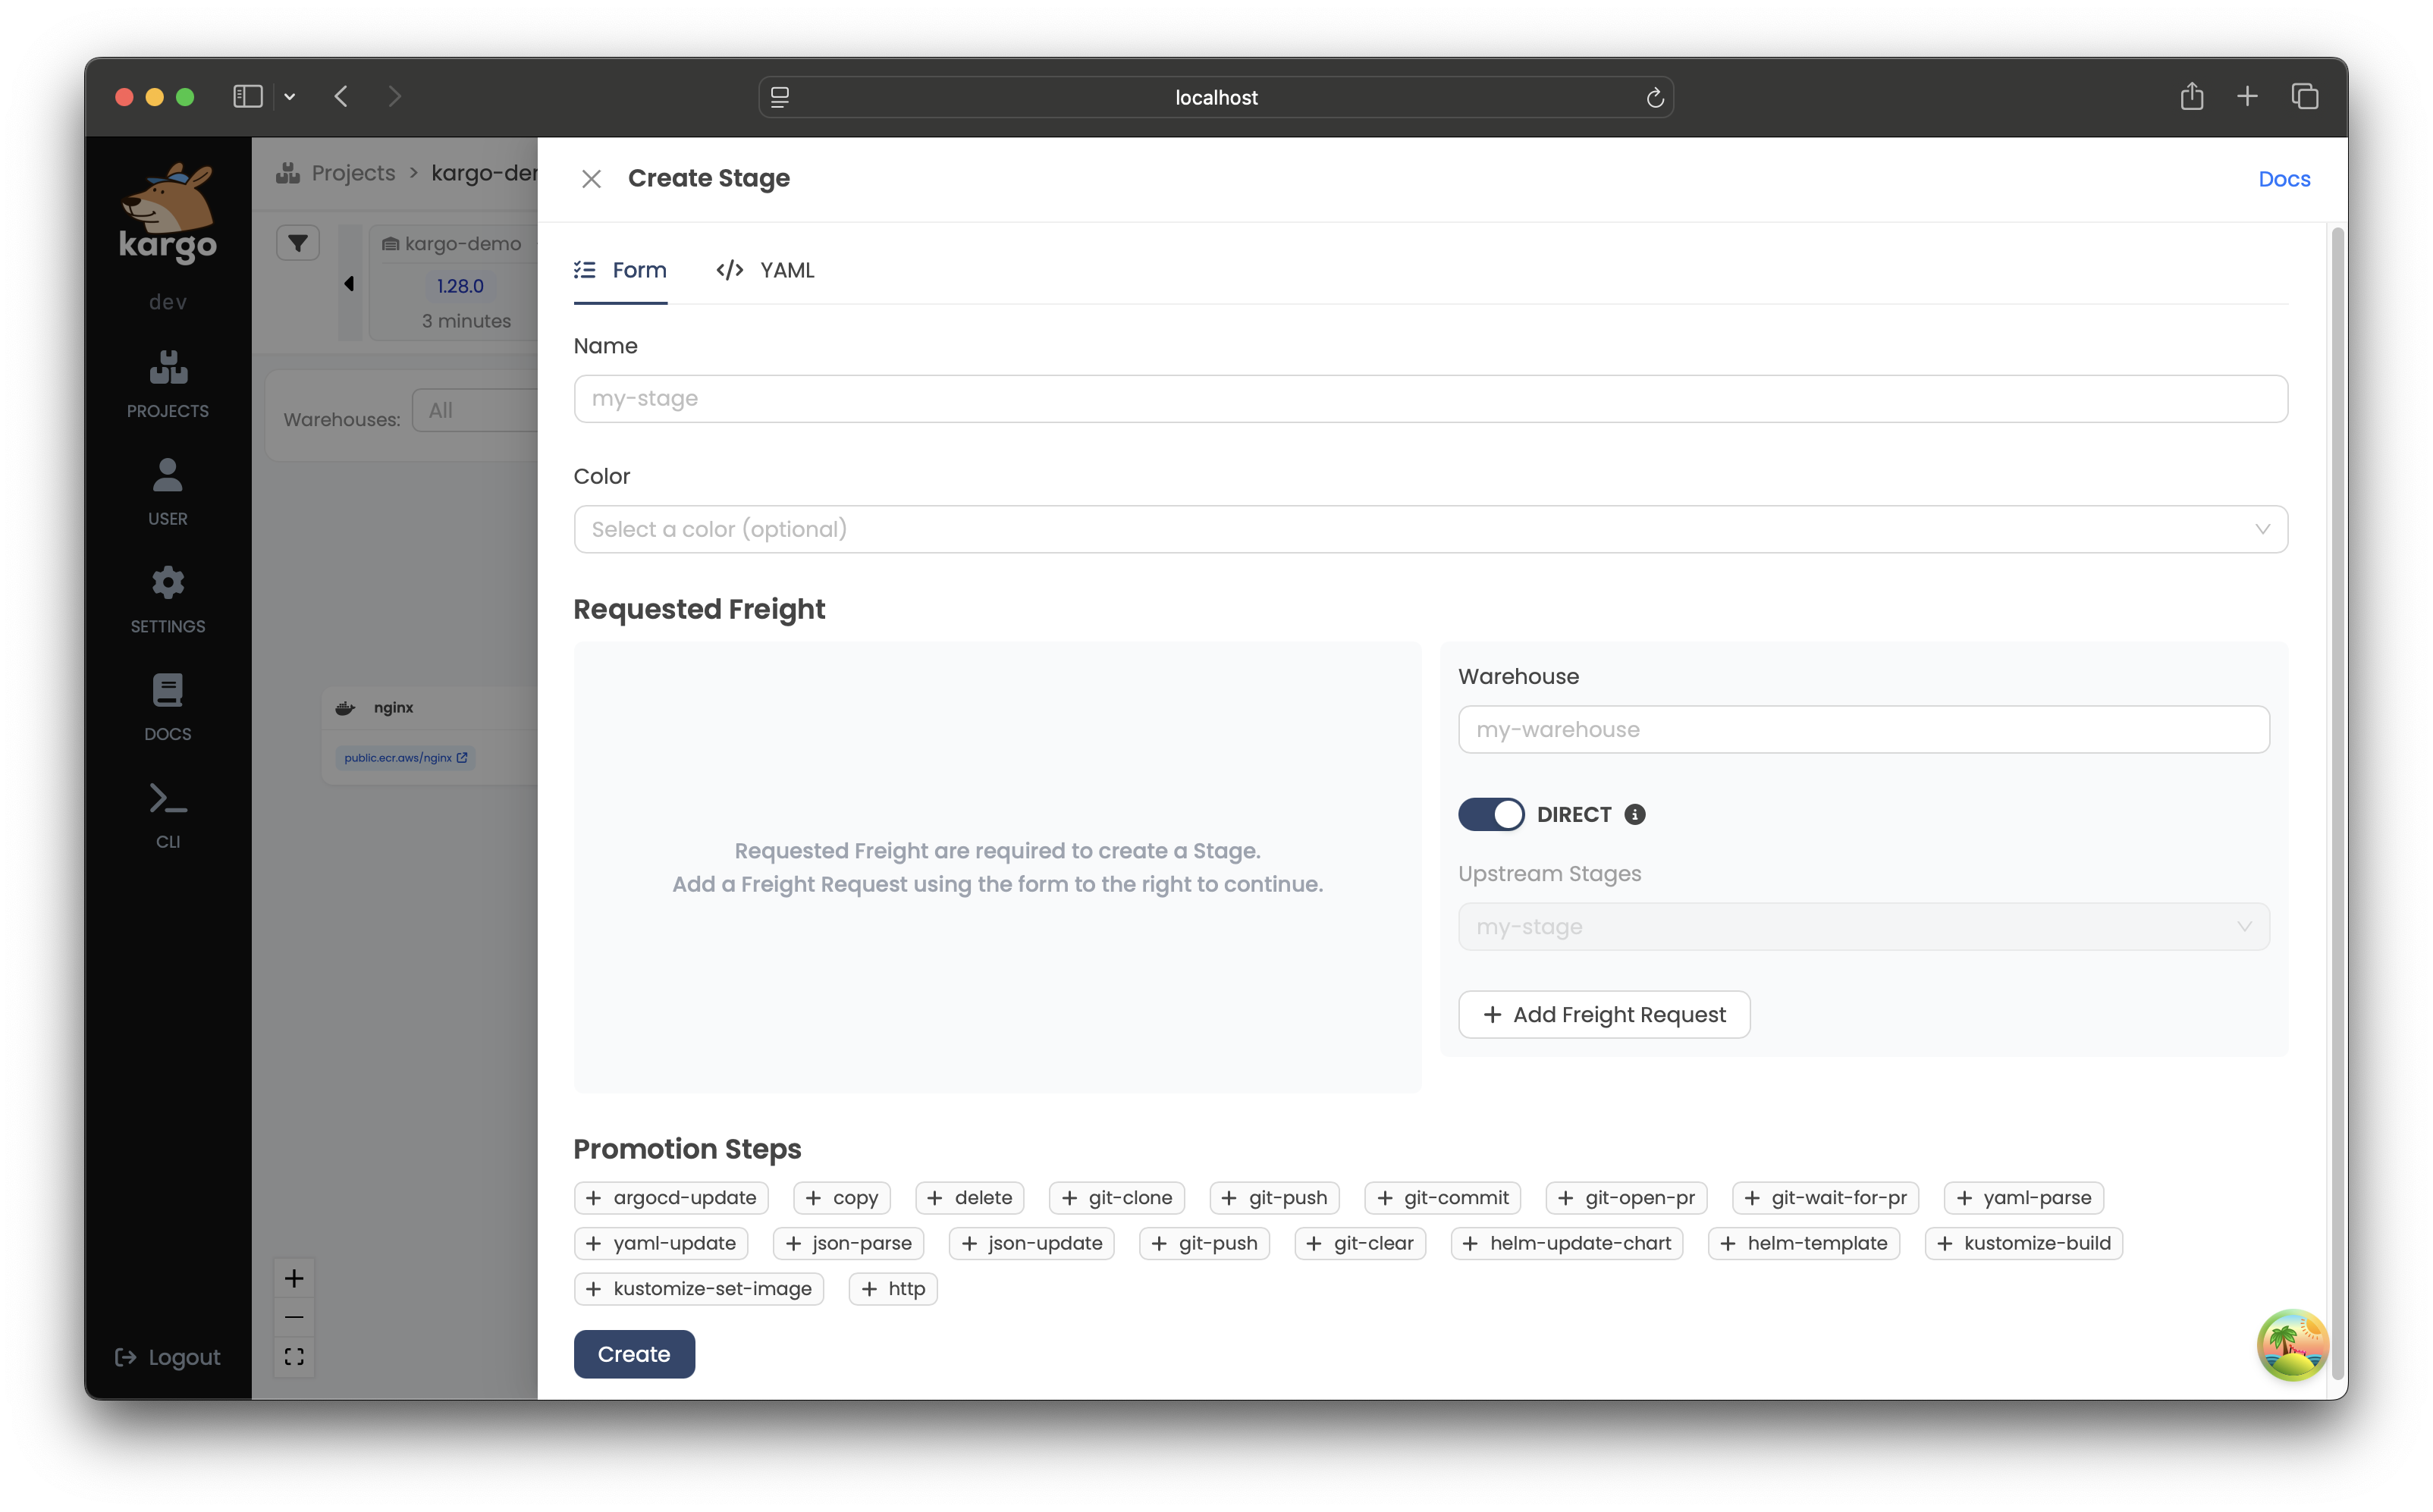 localhost
kargo
dev
PROJECTS
USER
SETTINGS
DOCS
CLI
Logout
Projects > kargo-de
kargo-demo
1.28.0
3 minutes
Warehouses: All
nginx
public.ecr.aws/nginx
Create Stage
Docs
Form
YAML
Name
my-stage
Color
Select a color (optional)
Requested Freight
Requested Freight are required to create a Stage.
Add a Freight Request using the form to the right to continue.
Warehouse
my-warehouse
DIRECT
Upstream Stages
my-stage
+ Add Freight Request
Promotion Steps
+ argocd-update + copy + delete + git-clone + git-push + git-commit + git-open-pr + git-wait-for-pr + yaml-parse
+ yaml-update + json-parse + json-update + git-push + git-clear + helm-update-chart + helm-template + kustomize-build
+ kustomize-set-image + http
Create